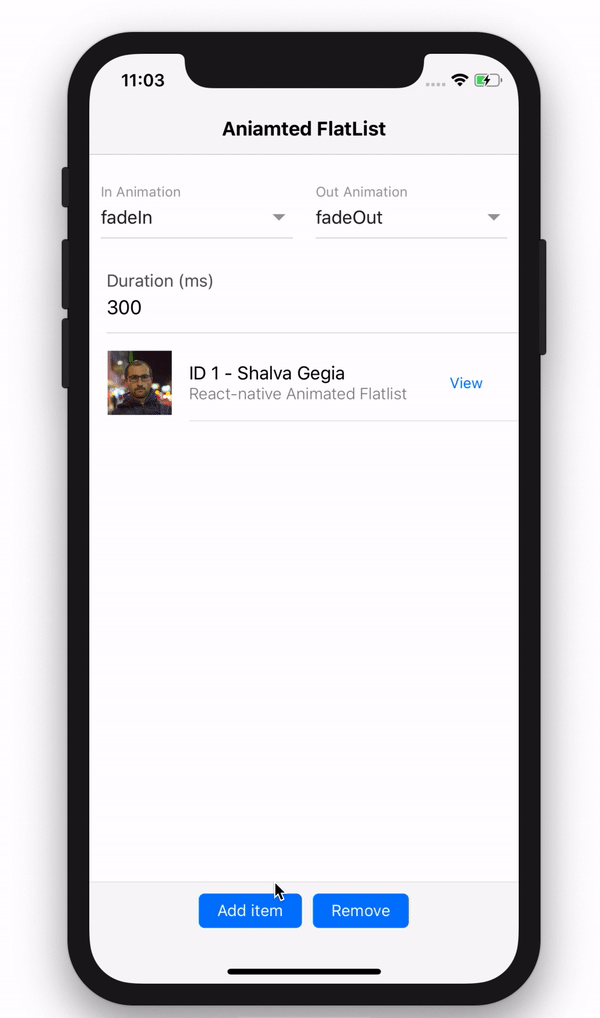 11:03
Aniamted FlatList
In Animation
Out Animation
fadeIn
fadeOut
Duration (ms)
300
ID 1 - Shalva Gegia
React-native Animated Flatlist
View
Add item
Remove